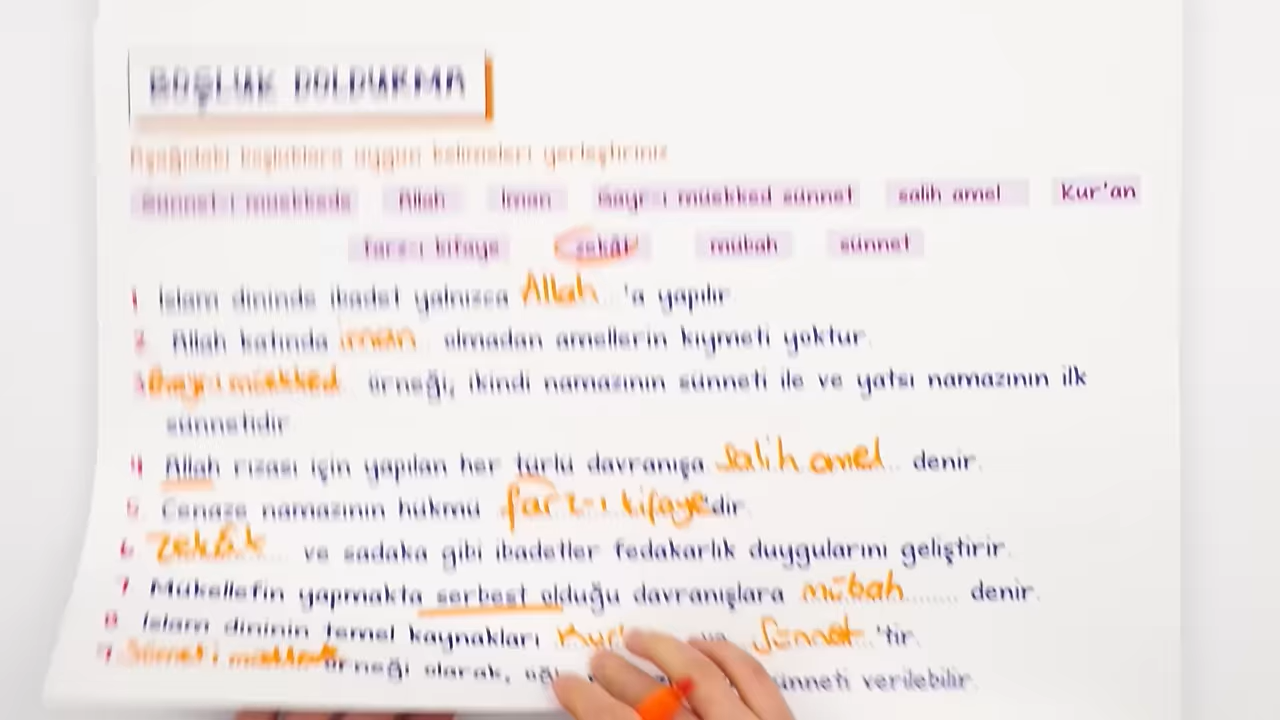 BOŞLUK DOLDURMA
Aşağıdaki boşluklara uygun kelimeleri yerleştiriniz
Sünnet-i müekkede Allah İman Gayr-ı müekked sünnet salih amel Kur'an
farz-ı kifaye zekât mübah sünnet
1. İslam dininde ibadet yalnızca Allah 'a yapılır
2. Allah katında iman olmadan amellerin kıymeti yoktur.
3. Gayr-ı müekked örneği, ikindi namazının sünneti ile ve yatsı namazının ilk
sünnetidir
4. Allah rızası için yapılan her türlü davranışa Salih amel denir.
5. Cenaze namazının hükmü farz-ı kifaye dir.
6. Zekât ve sadaka gibi ibadetler fedakarlık duygularını geliştirir.
7. Mükellefin yapmakta serbest olduğu davranışlara mübah denir.
8. İslam dininin temel kaynakları Sünnet 'tir.
9. örneği olarak, sünneti verilebilir.